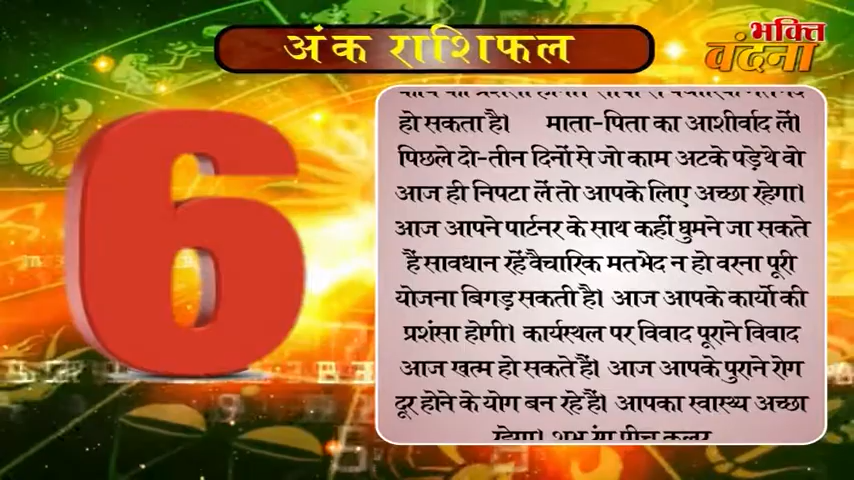 अंक राशिफल
भक्ति
वंदना
6
हो सकता है। माता-पिता का आशीर्वाद लें।
पिछले दो-तीन दिनों से जो काम अटके पड़े थे वो
आज ही निपटा लें तो आपके लिए अच्छा रहेगा।
आज आपने पार्टनर के साथ कहीं घुमने जा सकते
हैं सावधान रहें वैचारिक मतभेद न हो वरना पूरी
योजना बिगड़ सकती है। आज आपके कार्यो की
प्रशंसा होगी। कार्यस्थल पर विवाद पूराने विवाद
आज खत्म हो सकते हैं। आज आपके पुराने रोग
दूर होने के योग बन रहे हैं। आपका स्वास्थ्य अच्छा
रहेगा। शुभ रंग पीच कलर